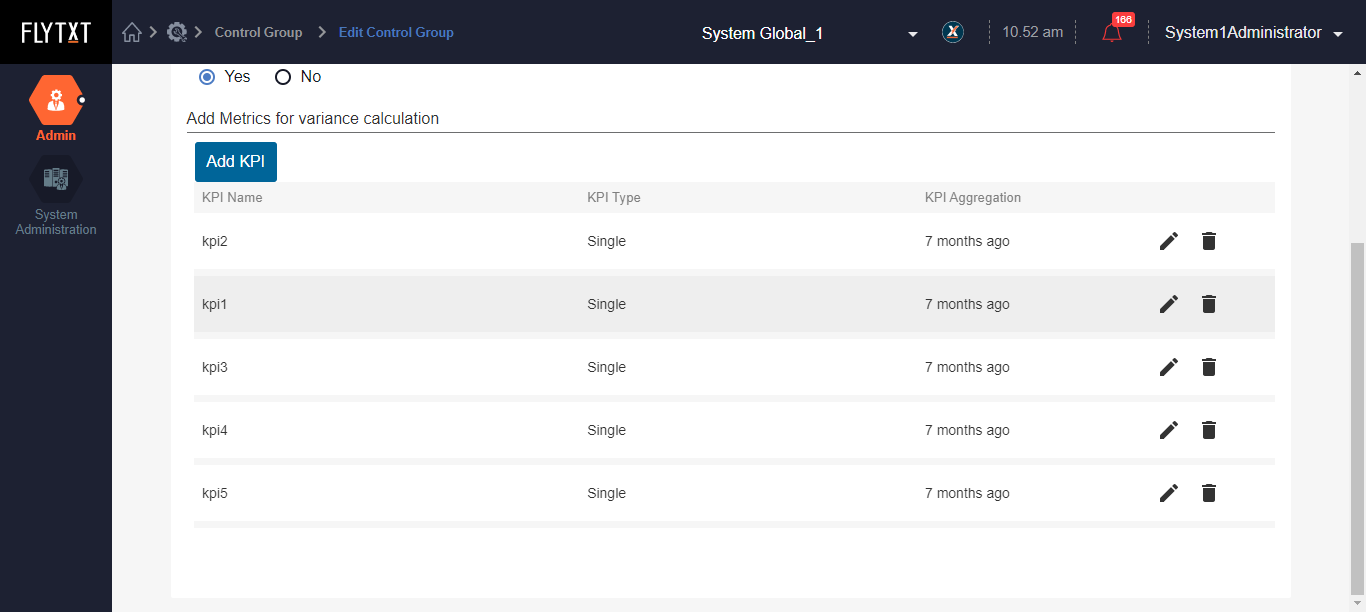 FLYTXT
Control Group
Edit Control Group
System Global_1
X
10.52 am
166
System1Administrator
Admin
System
Administration
Yes
No
Add Metrics for variance calculation
Add KPI
KPI Name KPI Type KPI Aggregation
kpi2 Single 7 months ago
kpi1 Single 7 months ago
kpi3 Single 7 months ago
kpi4 Single 7 months ago
kpi5 Single 7 months ago